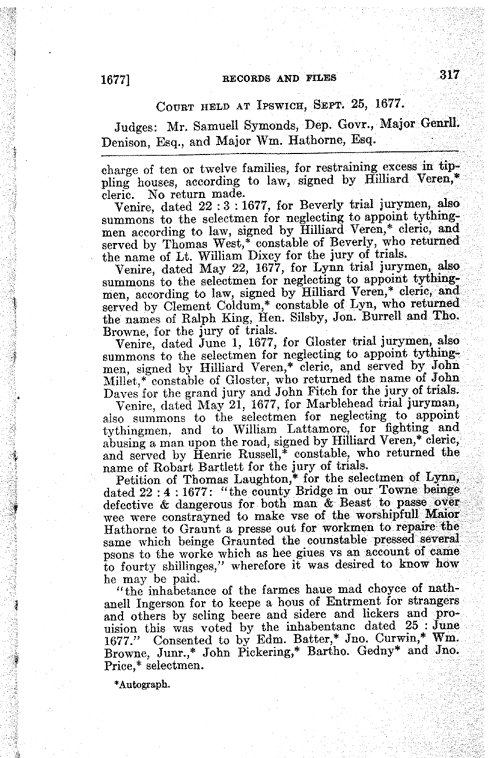 1677] RECORDS AND FILES 317
COURT HELD AT IPSWICH, SEPT. 25, 1677.
Judges: Mr. Samuell Symonds, Dep. Govr., Major Genrll.
Denison, Esq., and Major Wm. Hathorne, Esq.
charge of ten or twelve families, for restraining excess in tip-
pling houses, according to law, signed by Hilliard Veren,*
cleric. No return made.
Venire, dated 22 : 3 : 1677, for Beverly trial jurymen, also
summons to the selectmen for neglecting to appoint tything-
men according to law, signed by Hilliard Veren,* cleric, and
served by Thomas West,* constable of Beverly, who returned
the name of Lt. William Dixcy for the jury of trials.
Venire, dated May 22, 1677, for Lynn trial jurymen, also
summons to the selectmen for neglecting to appoint tything-
men, according to law, signed by Hilliard Veren,* cleric, and
served by Clement Coldum,* constable of Lyn, who returned
the names of Ralph King, Hen. Silsby, Jon. Burrell and Tho.
Browne, for the jury of trials.
Venire, dated June 1, 1677, for Gloster trial jurymen, also
summons to the selectmen for neglecting to appoint tything-
men, signed by Hilliard Veren,* cleric, and served by John
Millet,* constable of Gloster, who returned the name of John
Daves for the grand jury and John Fitch for the jury of trials.
Venire, dated May 21, 1677, for Marblehead trial juryman,
also summons to the selectmen for neglecting to appoint
tythingmen, and to William Lattamore, for fighting and
abusing a man upon the road, signed by Hilliard Veren,* cleric,
and served by Henrie Russell,* constable, who returned the
name of Robart Bartlett for the jury of trials.
Petition of Thomas Laughton,* for the selectmen of Lynn,
dated 22 : 4 : 1677: "the county Bridge in our Towne beinge
defective & dangerous for both man & Beast to passe over
wee were constrayned to make vse of the worshipfull Maior
Hathorne to Graunt a presse out for workmen to repaire the
same which beinge Graunted the counstable pressed several
psons to the worke which as hee giues vs an account of came
to fourty shillinges," wherefore it was desired to know how
he may be paid.
"the inhabetance of the farmes haue mad choyce of nath-
anell Ingerson for to keepe a hous of Entrment for strangers
and others by seling beere and sidere and lickers and pro-
uision this was voted by the inhabentanc dated 25 : June
1677." Consented to by Edm. Batter,* Jno. Curwin,* Wm.
Browne, Junr.,* John Pickering,* Bartho. Gedny* and Jno.
Price,* selectmen.
*Autograph.